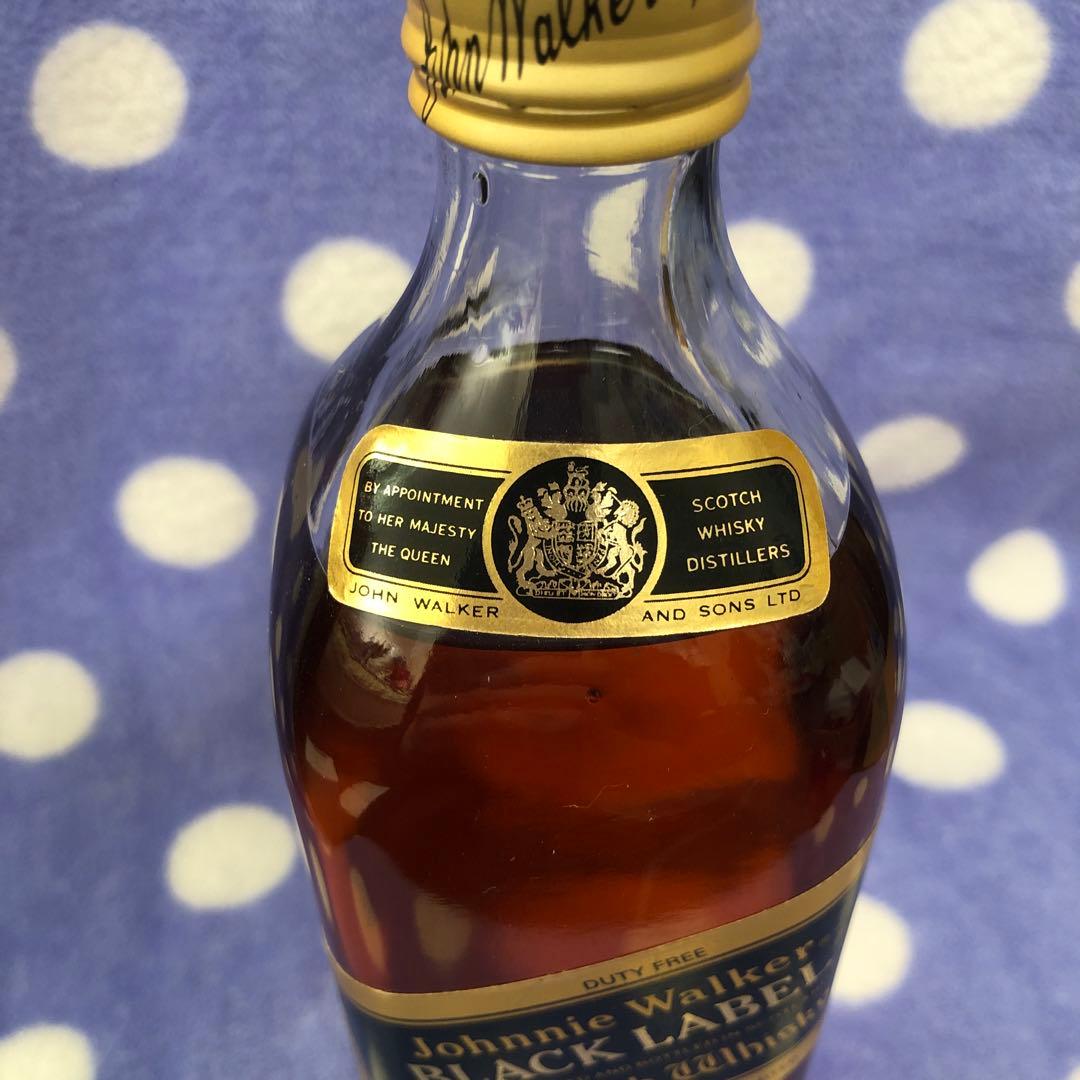 John Walker
BY APPOINTMENT
TO HER MAJESTY
THE QUEEN
SCOTCH
WHISKY
DISTILLERS
JOHN WALKER AND SONS LTD
DUTY FREE
Johnnie Walker
BLACK LABEL
Whisky